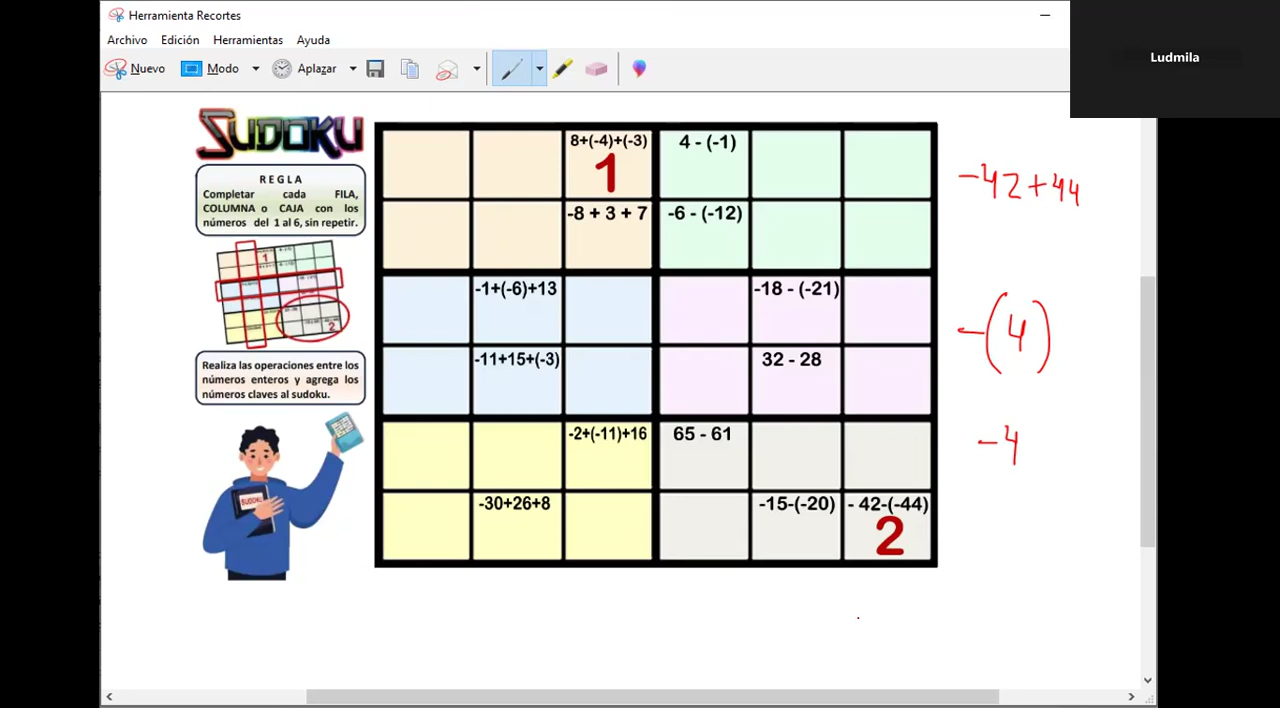 Herramienta Recortes
Archivo Edición Herramientas Ayuda
Nuevo Modo Aplazar
Ludmila
SUDOKU
REGLA
Completar cada FILA,
COLUMNA o CAJA con los
números del 1 al 6, sin repetir.
Realiza las operaciones entre los
números enteros y agrega los
números claves al sudoku.
SUDOKU
8+(-4)+(-3) 4 - (-1)
1
-8 + 3 + 7 -6 - (-12)
-1+(-6)+13 -18 - (-21)
-11+15+(-3) 32 - 28
-2+(-11)+16 65 - 61
-30+26+8 -15-(-20) - 42-(-44)
2
-42+44
-(4)
-4